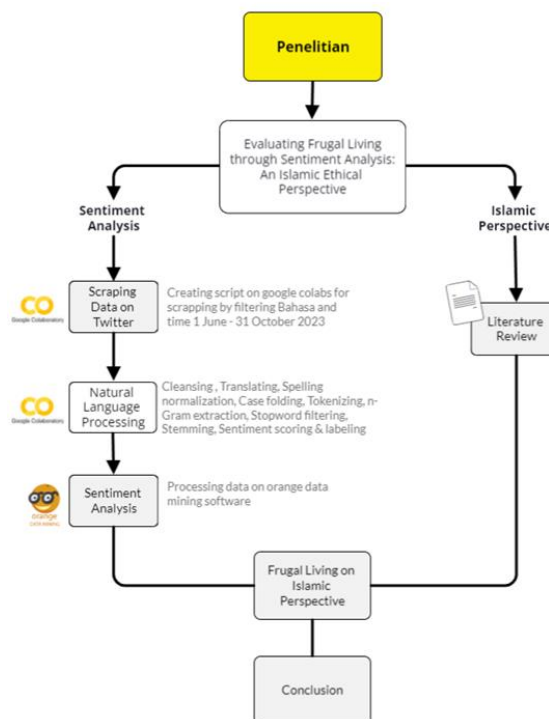 Penelitian
Evaluating Frugal Living
through Sentiment Analysis:
An Islamic Ethical
Perspective
Sentiment
Analysis
Islamic
Perspective
CO
Google Colaboratory
Scraping
Data on
Twitter
Creating script on google colabs for
scrapping by filtering Bahasa and
time 1 June - 31 October 2023
Literature
Review
CO
Google Colaboratory
Natural
Language
Processing
Cleansing , Translating, Spelling
normalization, Case folding, Tokenizing, n-
Gram extraction, Stopword filtering,
Stemming, Sentiment scoring & labeling
orange
DATA MINING
Sentiment
Analysis
Processing data on orange data
mining software
Frugal Living on
Islamic
Perspective
Conclusion